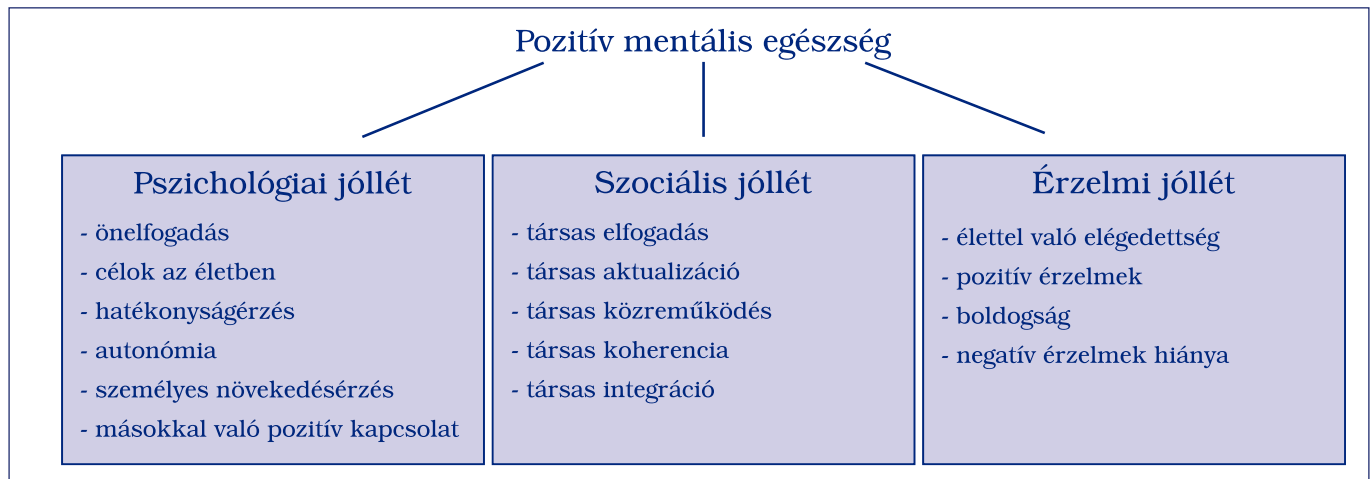 Pozitív mentális egészség
Pszichológiai jóllét
- önelfogadás
- célok az életben
- hatékonyságérzés
- autonómia
- személyes növekedésérzés
- másokkal való pozitív kapcsolat
Szociális jóllét
- társas elfogadás
- társas aktualizáció
- társas közreműködés
- társas koherencia
- társas integráció
Érzelmi jóllét
- élettel való elégedettség
- pozitív érzelmek
- boldogság
- negatív érzelmek hiánya